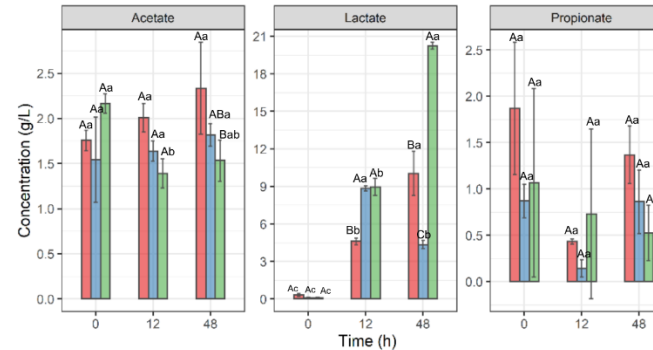 Acetate
Lactate
Propionate
Concentration (g/L)
2.5
2.0
1.5
1.0
0.5
0.0
Aa
Aa
Aa
Aa
Aa
Ab
Aa
ABa
Bab
0
12
48
21
18
15
12
9
6
3
0
Ac
Ac
Ac
Bb
Aa
Ab
Ba
Cb
Aa
0
12
48
2.5
2.0
1.5
1.0
0.5
0.0
Aa
Aa
Aa
Aa
Aa
Aa
Aa
Aa
0
12
48
Time (h)